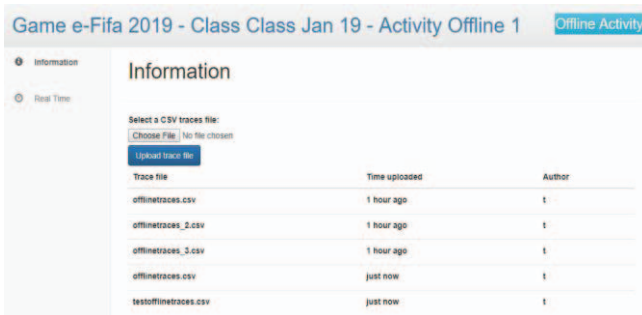 Game e-Fifa 2019 - Class Class Jan 19 - Activity Offline 1
Offline Activity
Information
Real Time
Information
Select a CSV traces file:
Choose File No file chosen
Upload trace file
Trace file Time uploaded Author
offlinetraces.csv 1 hour ago t
offlinetraces_2.csv 1 hour ago t
offlinetraces_3.csv 1 hour ago t
offlinetraces.csv just now t
testofflinetraces.csv just now t